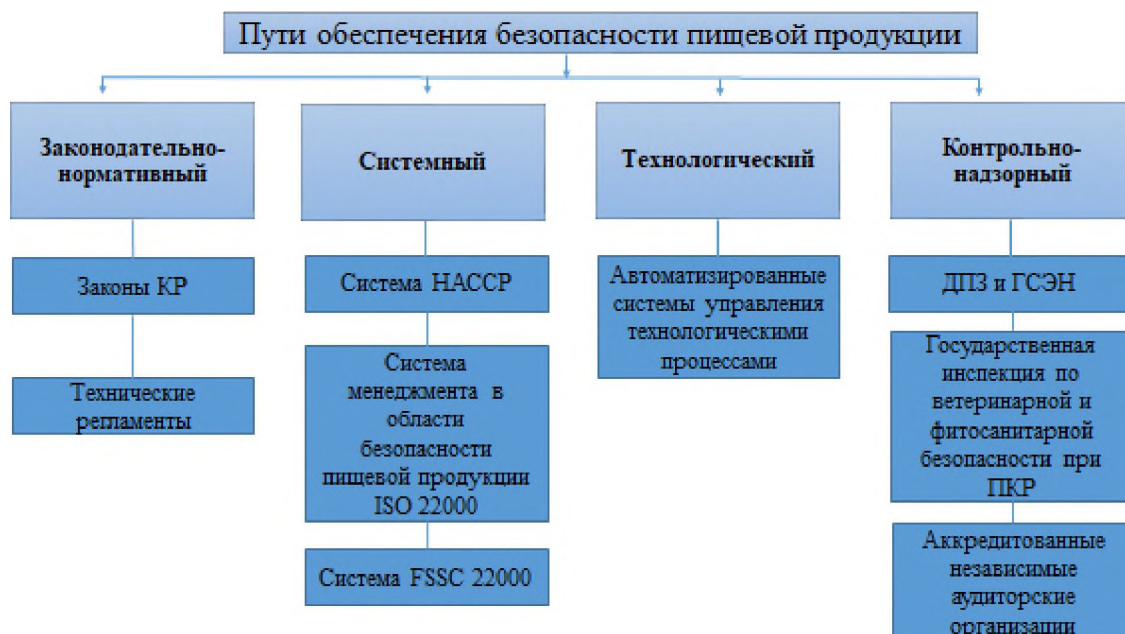 Пути обеспечения безопасности пищевой продукции
Законодательно-
нормативный
Законы КР
Технические
регламенты
Системный
Система НАССР
Система
менеджмента в
области
безопасности
пищевой продукции
ISO 22000
Система FSSC 22000
Технологический
Автоматизированные
системы управления
технологическими
процессами
Контрольно-
надзорный
ДПЗ и ГСЭН
Государственная
инспекция по
ветеринарной и
фитосанитарной
безопасности при
ПКР
Аккредитованные
независимые
аудиторские
организации